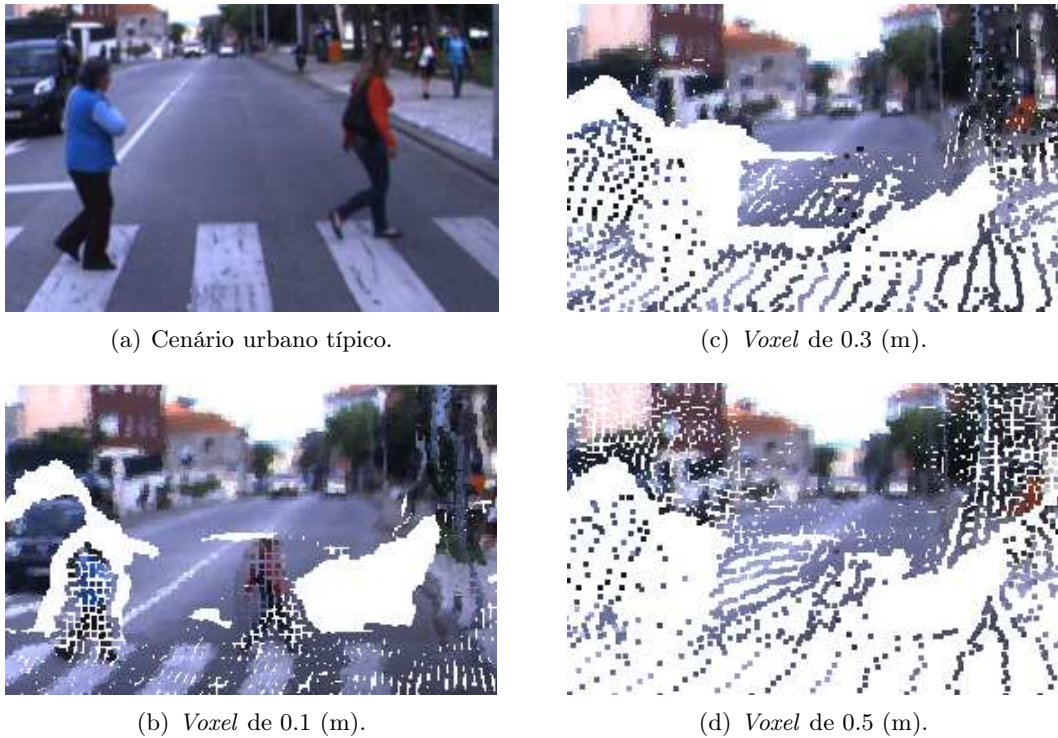 (a) Cenário urbano típico.
(c) Voxel de 0.3 (m).
(b) Voxel de 0.1 (m).
(d) Voxel de 0.5 (m).